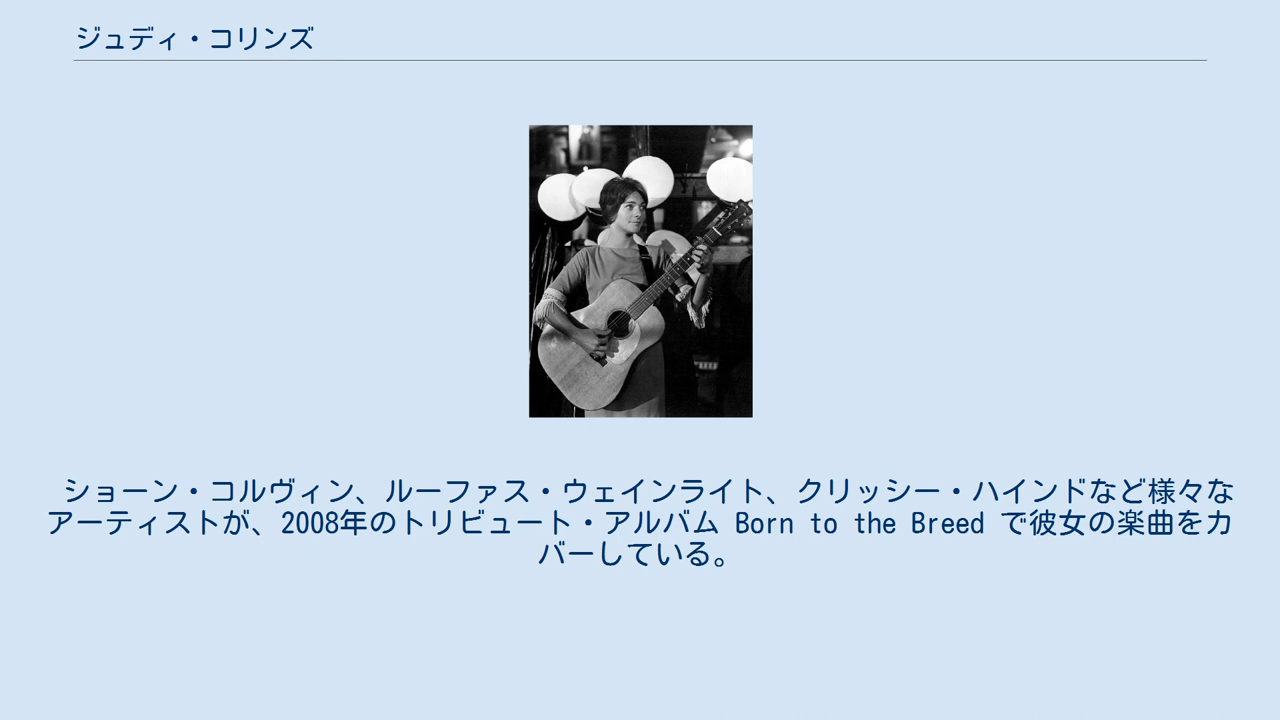 ジュディ・コリンズ
ショーン・コルヴィン、ルーファス・ウェインライト、クリッシー・ハインドなど様々な
アーティストが、2008年のトリビュート・アルバム Born to the Breed で彼女の楽曲をカ
バーしている。